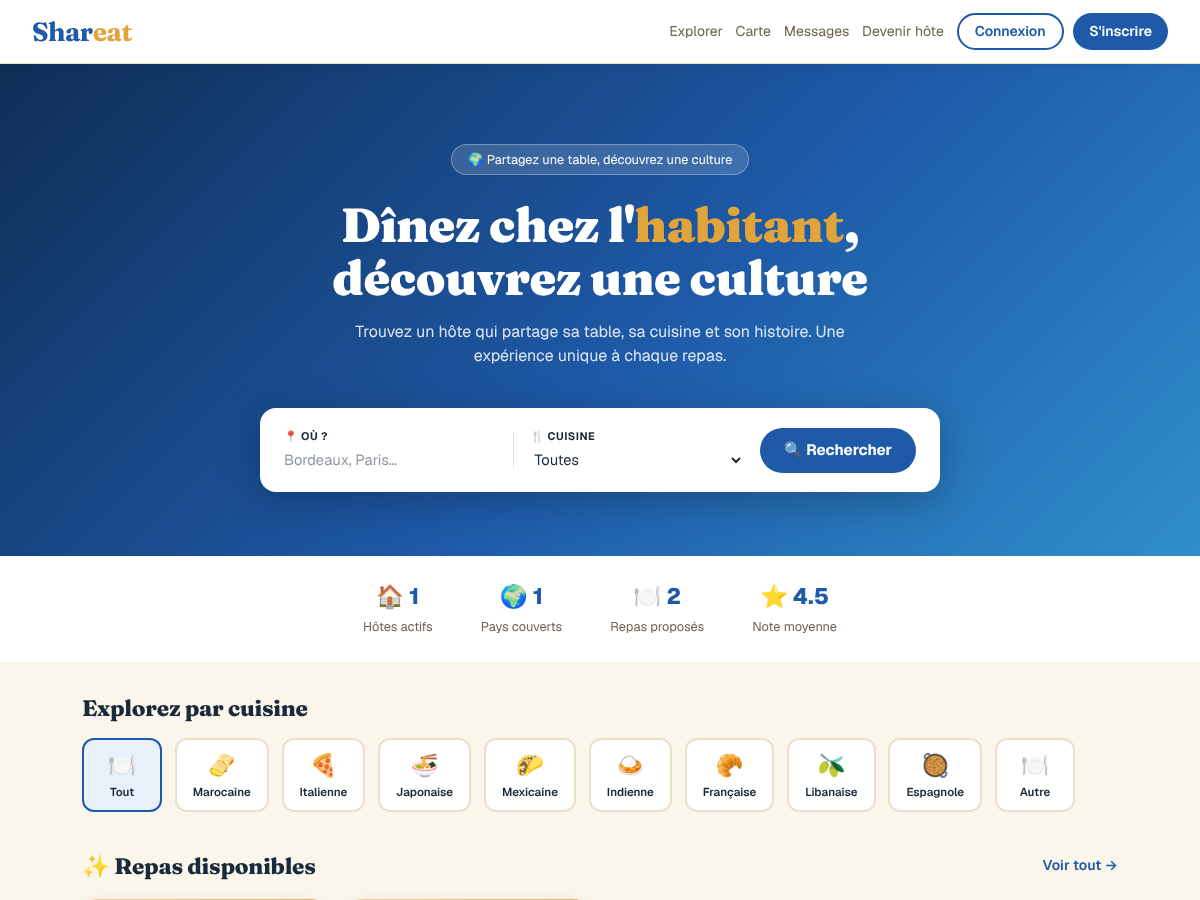 Shareat
Explorer Carte Messages Devenir hôte Connexion S'inscrire
🌍 Partagez une table, découvrez une culture
Dînez chez l'habitant,
découvrez une culture
Trouvez un hôte qui partage sa table, sa cuisine et son histoire. Une
expérience unique à chaque repas.
📍 OÙ ?
Bordeaux, Paris...
🍴 CUISINE
Toutes
🔍 Rechercher
🏠 1
Hôtes actifs
🌍 1
Pays couverts
🍽️ 2
Repas proposés
⭐ 4.5
Note moyenne
Explorez par cuisine
Tout
Marocaine
Italienne
Japonaise
Mexicaine
Indienne
Française
Libanaise
Espagnole
Autre
✨ Repas disponibles
Voir tout →